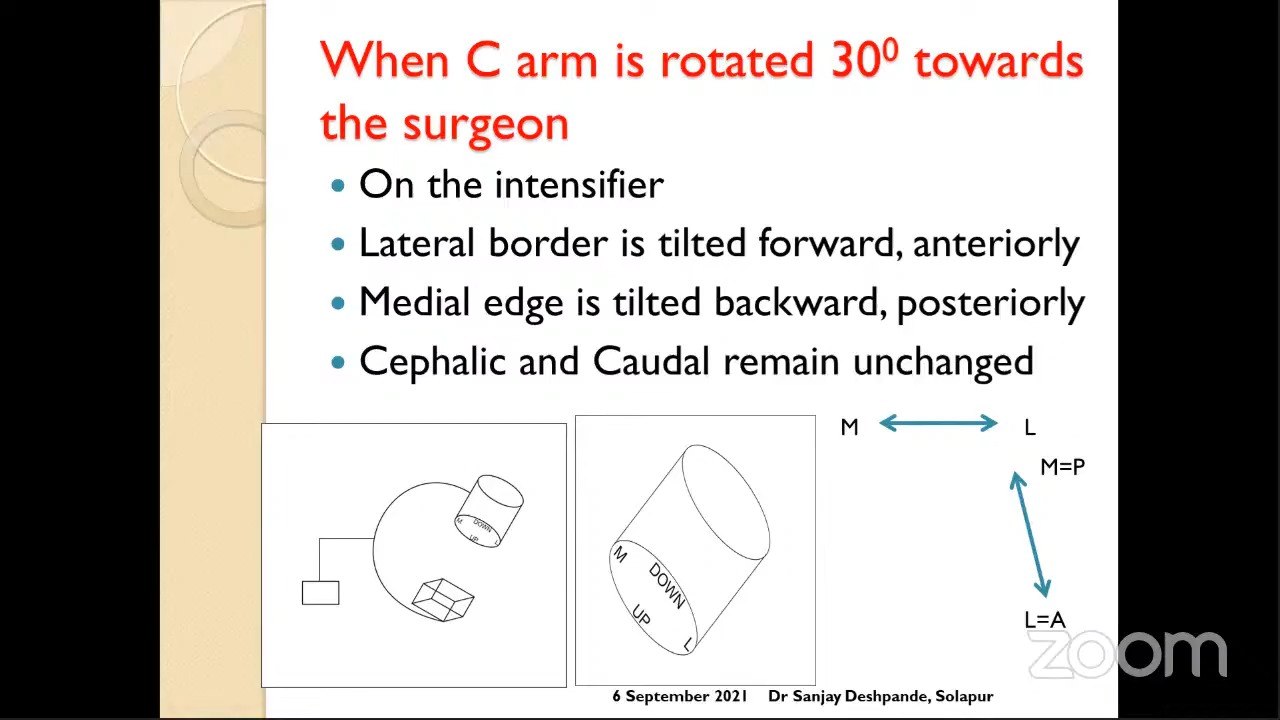 When C arm is rotated 30⁰ towards
the surgeon
• On the intensifier
• Lateral border is tilted forward, anteriorly
• Medial edge is tilted backward, posteriorly
• Cephalic and Caudal remain unchanged
M DOWN
UP L
M
DOWN
UP
L
M L
M=P
L=A
zoom
6 September 2021 Dr Sanjay Deshpande, Solapur